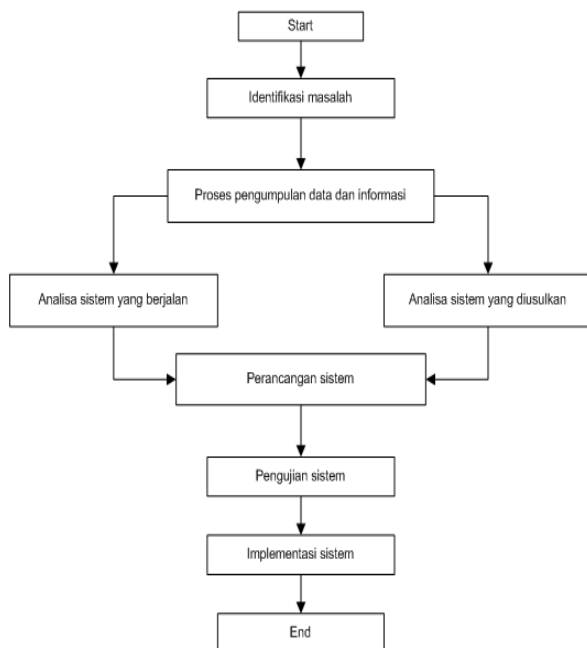 Start
Identifikasi masalah
Proses pengumpulan data dan informasi
Analisa sistem yang berjalan
Analisa sistem yang diusulkan
Perancangan sistem
Pengujian sistem
Implementasi sistem
End